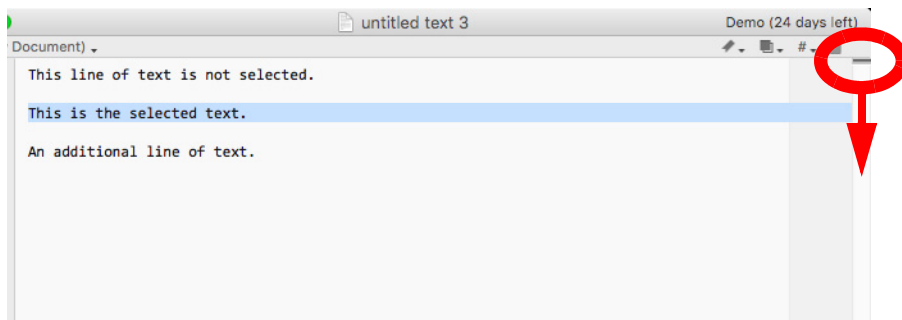 untitled text 3
Demo (24 days left)
Document)
#
This line of text is not selected.
This is the selected text.
An additional line of text.